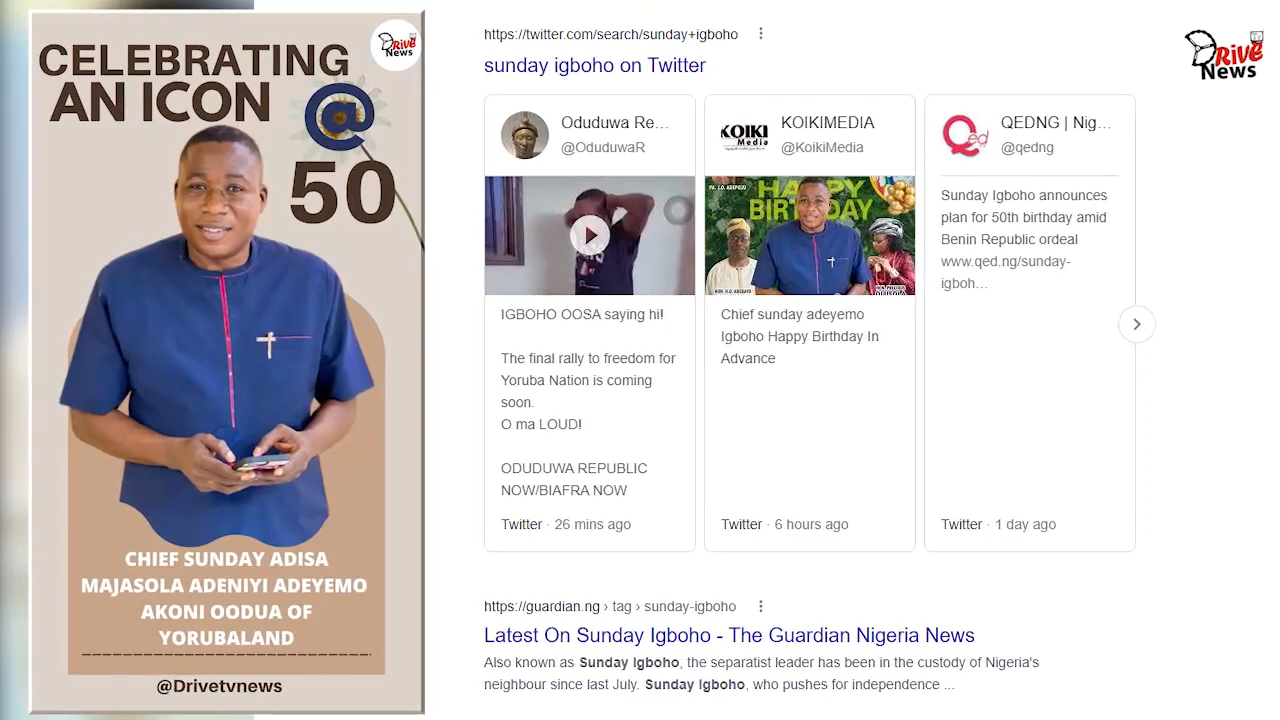 CELEBRATING
AN ICON
@
50
DRIVE
News
CHIEF SUNDAY ADISA
MAJASOLA ADENIYI ADEYEMO
AKONI OODUA OF
YORUBALAND
@Drivetvnews
https://twitter.com/search/sunday+igboho
sunday igboho on Twitter
Oduduwa Re...
@OduduwaR
IGBOHO OOSA saying hi!
The final rally to freedom for
Yoruba Nation is coming
soon.
O ma LOUD!
ODUDUWA REPUBLIC
NOW/BIAFRA NOW
Twitter · 26 mins ago
KOIKI
Media
KOIKIMEDIA
@KoikiMedia
HAPPY
BIRTHDAY
Chief sunday adeyemo
Igboho Happy Birthday In
Advance
Twitter · 6 hours ago
Qed
QEDNG | Nig...
@qedng
Sunday Igboho announces
plan for 50th birthday amid
Benin Republic ordeal
www.qed.ng/sunday-
igboh...
Twitter · 1 day ago
https://guardian.ng › tag › sunday-igboho
Latest On Sunday Igboho - The Guardian Nigeria News
Also known as Sunday Igboho, the separatist leader has been in the custody of Nigeria's
neighbour since last July. Sunday Igboho, who pushes for independence ...
DRIVE
TV
News